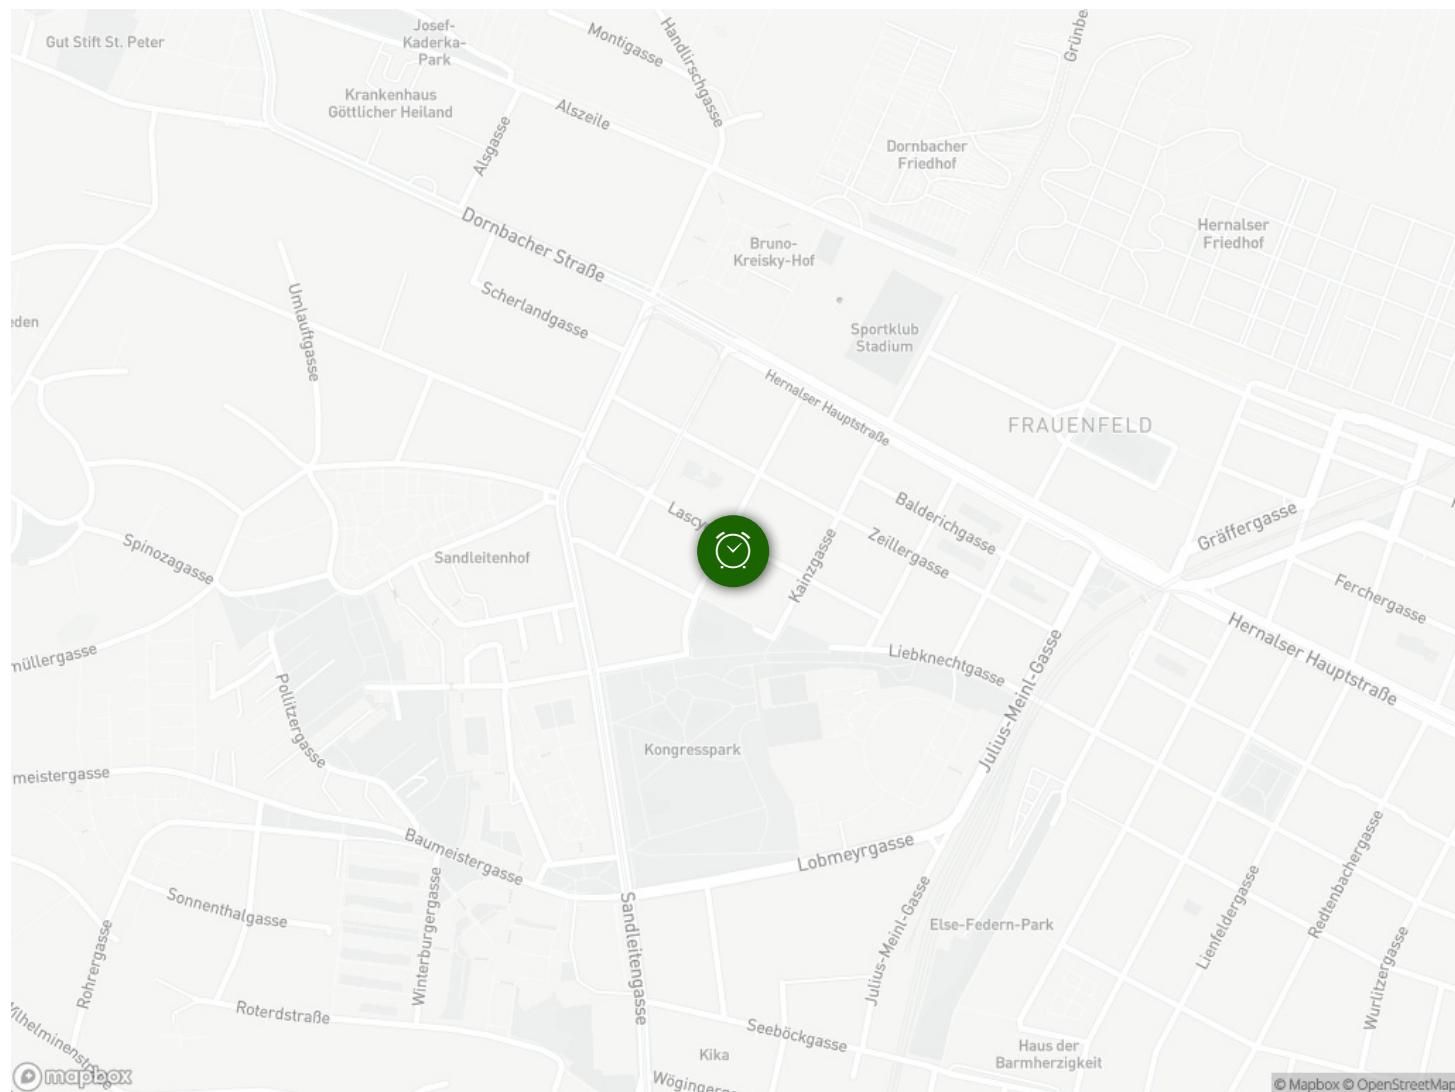 Gut Stift St. Peter
Josef-
Kaderka-
Park
Montigasse
Handlirschgasse
Krankenhaus
Göttlicher Heiland
Alszeile
Alsgasse
Dornbacher
Friedhof
Hernalser
Friedhof
Dornbacher Straße
Bruno-
Kreisky-Hof
Umlauftgasse
Scherlandgasse
Sportklub
Stadium
Hernalser Hauptstraße
FRAUENFELD
Balderichgasse
Zeillergasse
Gräffergasse
Spinozagasse
Sandleitenhof
Kainzgasse
Ferchergasse
Hernalser Hauptstraße
Liebknechtgasse
Julius-Meinl-Gasse
Pollitzergasse
Kongresspark
meistergasse
Baumeistergasse
Lobmeyrgasse
Sonnenthalgasse
Rohrergasse
Winterburgergasse
Sandleitengasse
Julius-Meinl-Gasse
Else-Federn-Park
Lienfeldergasse
Redtenbachergasse
Wurlitzergasse
Roterdstraße
Seeböckgasse
Kika
Haus der
Barmherzigkeit
mapbox
© Mapbox © OpenStreetMap